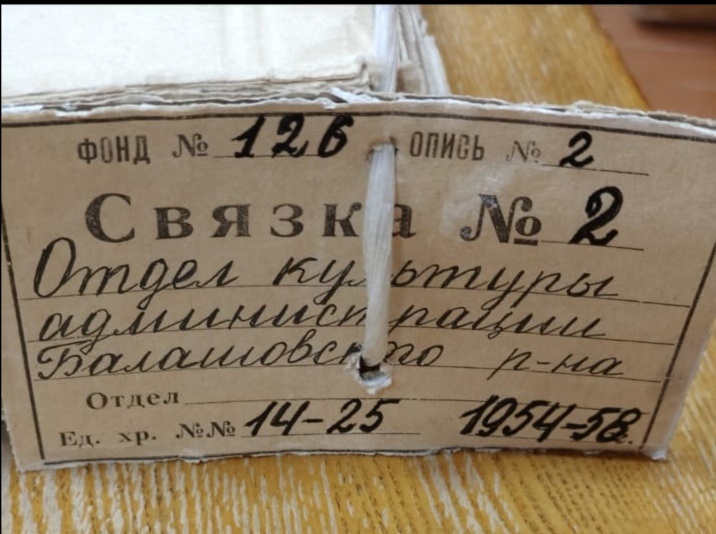 ФОНД № 126 ОПИСЬ № 2
Связка № 2
Отдел культуры
администрации
Балашовского р-на
Отдел
Ед. хр. №№ 14-25 1954-58г.